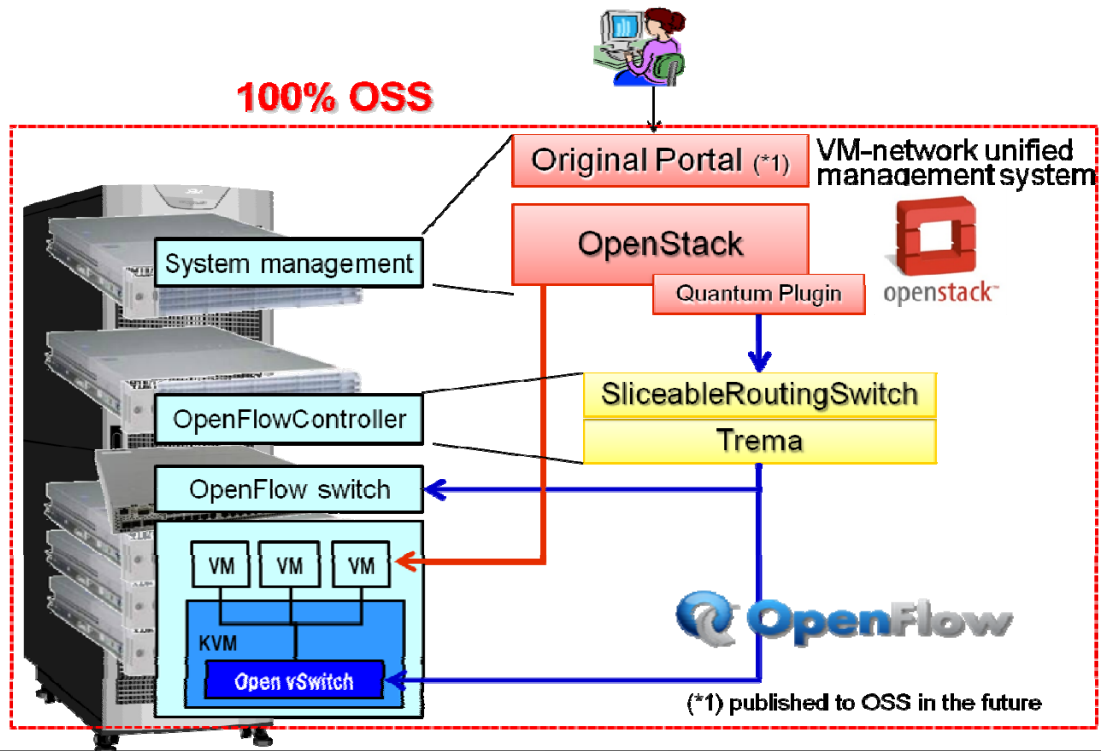 100% OSS
Original Portal (*1)
VM-network unified
management system
OpenStack
System management
Quantum Plugin
openstack™
SliceableRoutingSwitch
OpenFlowController
Trema
OpenFlow switch
VM
VM
VM
KVM
OpenFlow
Open vSwitch
(*1) published to OSS in the future